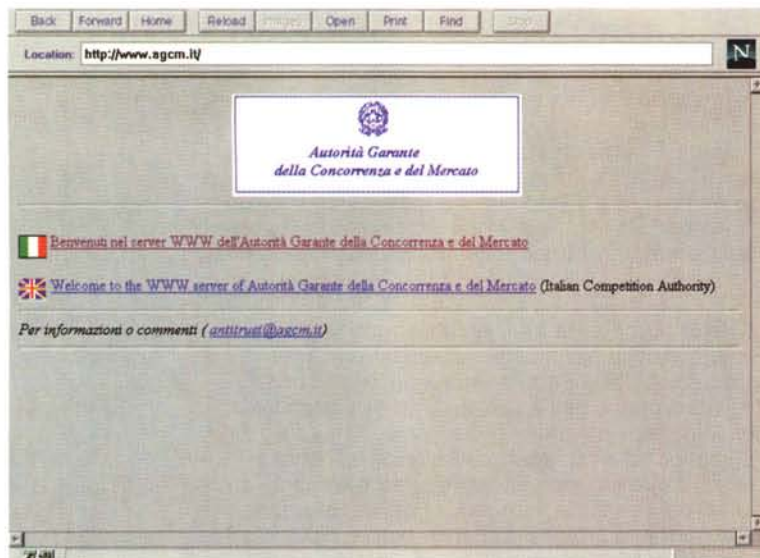 Back Forward Home Reload Images Open Print Find Stop
Location: http://www.agcm.it/
N
Autorità Garante
della Concorrenza e del Mercato
Benvenuti nel server WWW dell'Autorità Garante della Concorrenza e del Mercato
Welcome to the WWW server of Autorità Garante della Concorrenza e del Mercato (Italian Competition Authority)
Per informazioni o commenti ( antitrust@agcm.it)